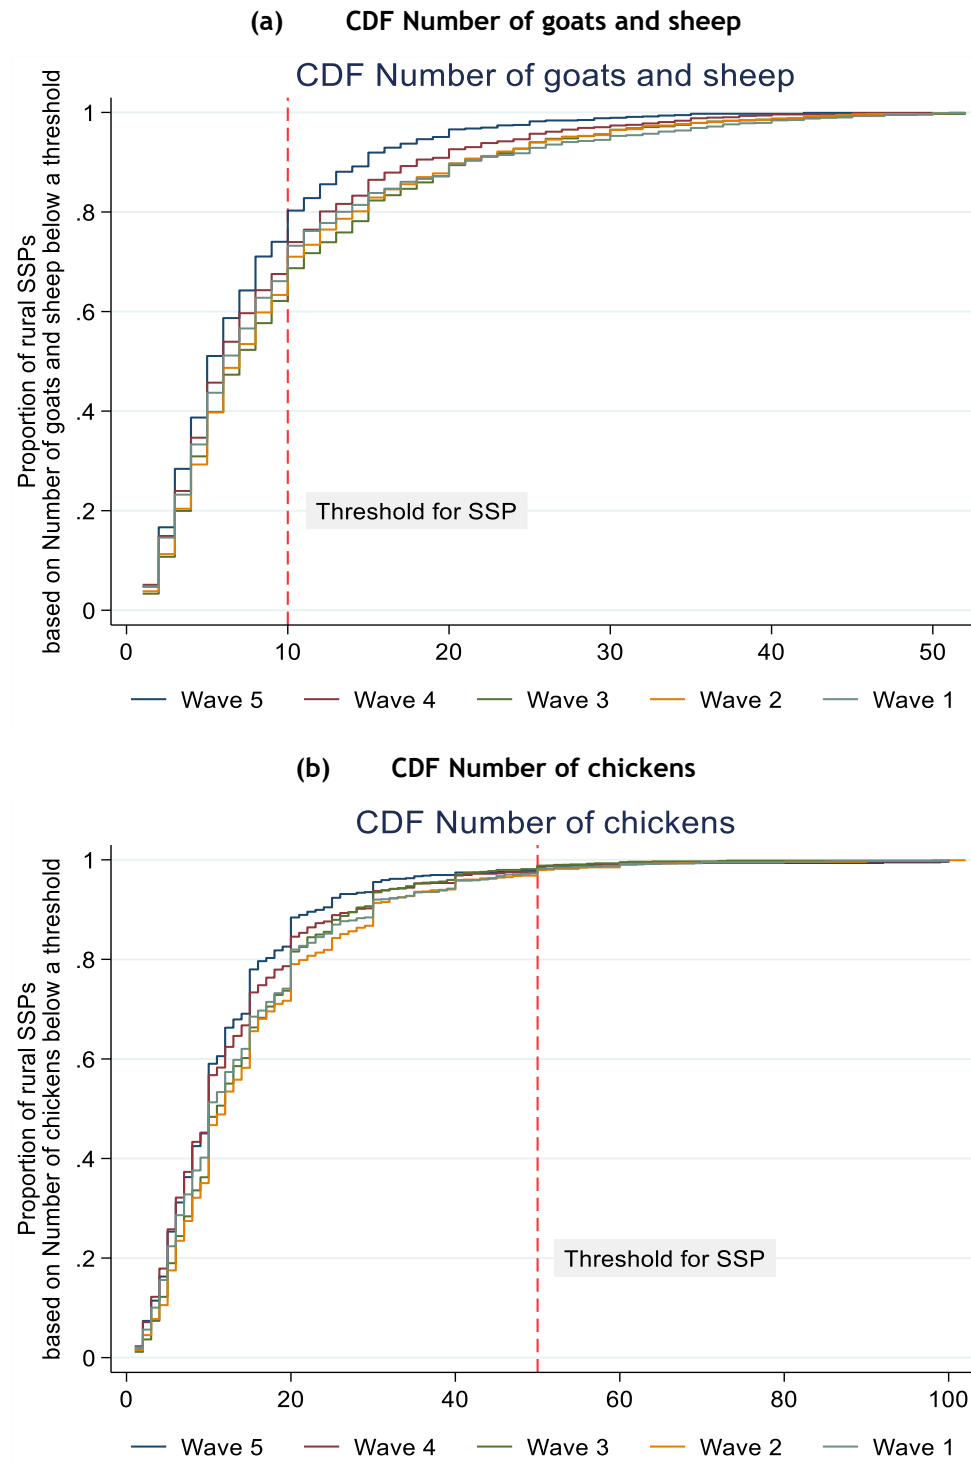 (a) CDF Number of goats and sheep
CDF Number of goats and sheep
Proportion of rural SSPs
based on Number of goats and sheep below a threshold
1
.8
.6
.4
.2
0
Threshold for SSP
0 10 20 30 40 50
Wave 5 Wave 4 Wave 3 Wave 2 Wave 1
(b) CDF Number of chickens
CDF Number of chickens
Proportion of rural SSPs
based on Number of chickens below a threshold
1
.8
.6
.4
.2
0
Threshold for SSP
0 20 40 60 80 100
Wave 5 Wave 4 Wave 3 Wave 2 Wave 1